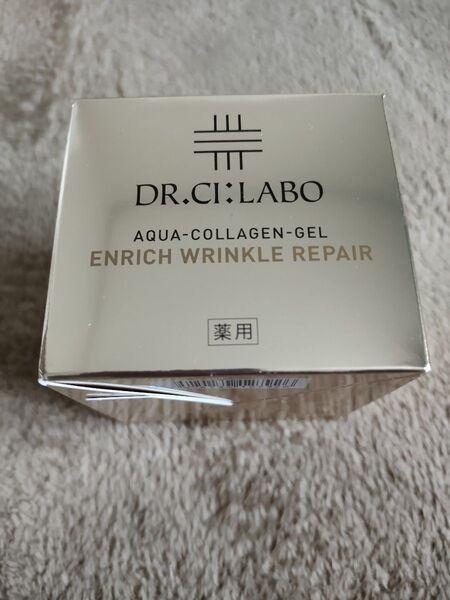 DR.CI:LABO
AQUA-COLLAGEN-GEL
ENRICH WRINKLE REPAIR
薬用